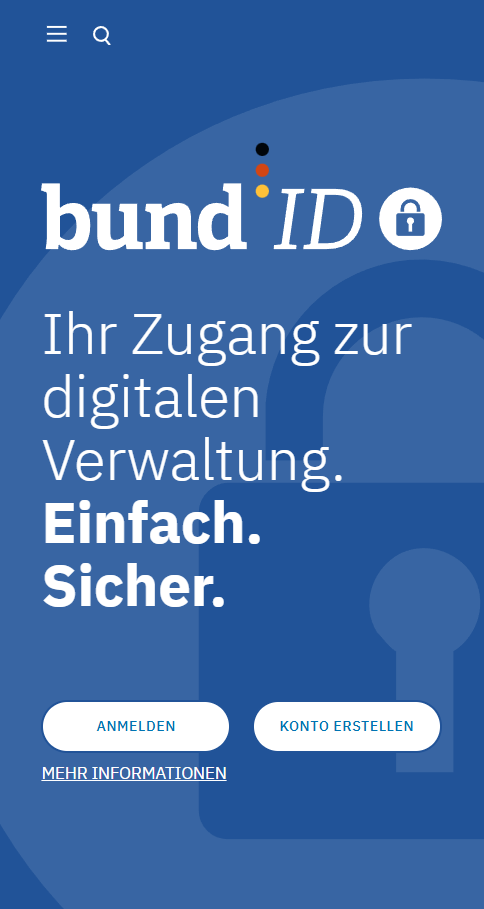 bund ID
Ihr Zugang zur
digitalen
Verwaltung.
Einfach.
Sicher.
ANMELDEN KONTO ERSTELLEN
MEHR INFORMATIONEN